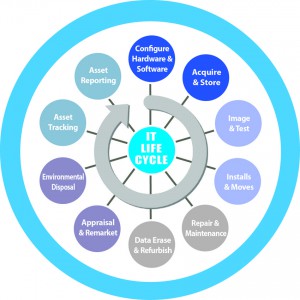 Configure
Hardware &
Software
Acquire
& Store
Image
& Test
Installs
& Moves
Repair &
Maintenance
Data Erase
& Refurbish
Appraisal
& Remarket
Environmental
Disposal
Asset
Tracking
Asset
Reporting
IT
LIFE
CYCLE